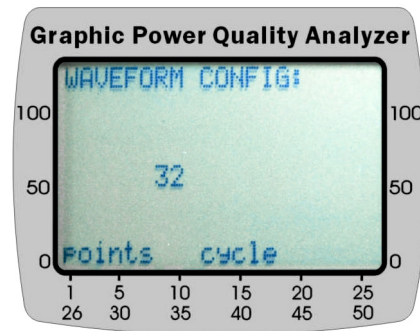 Graphic Power Quality Analyzer
WAVEFORM CONFIG:
100 100
32
50 50
points cycle
0 0
1 5 10 15 20 25
26 30 35 40 45 50